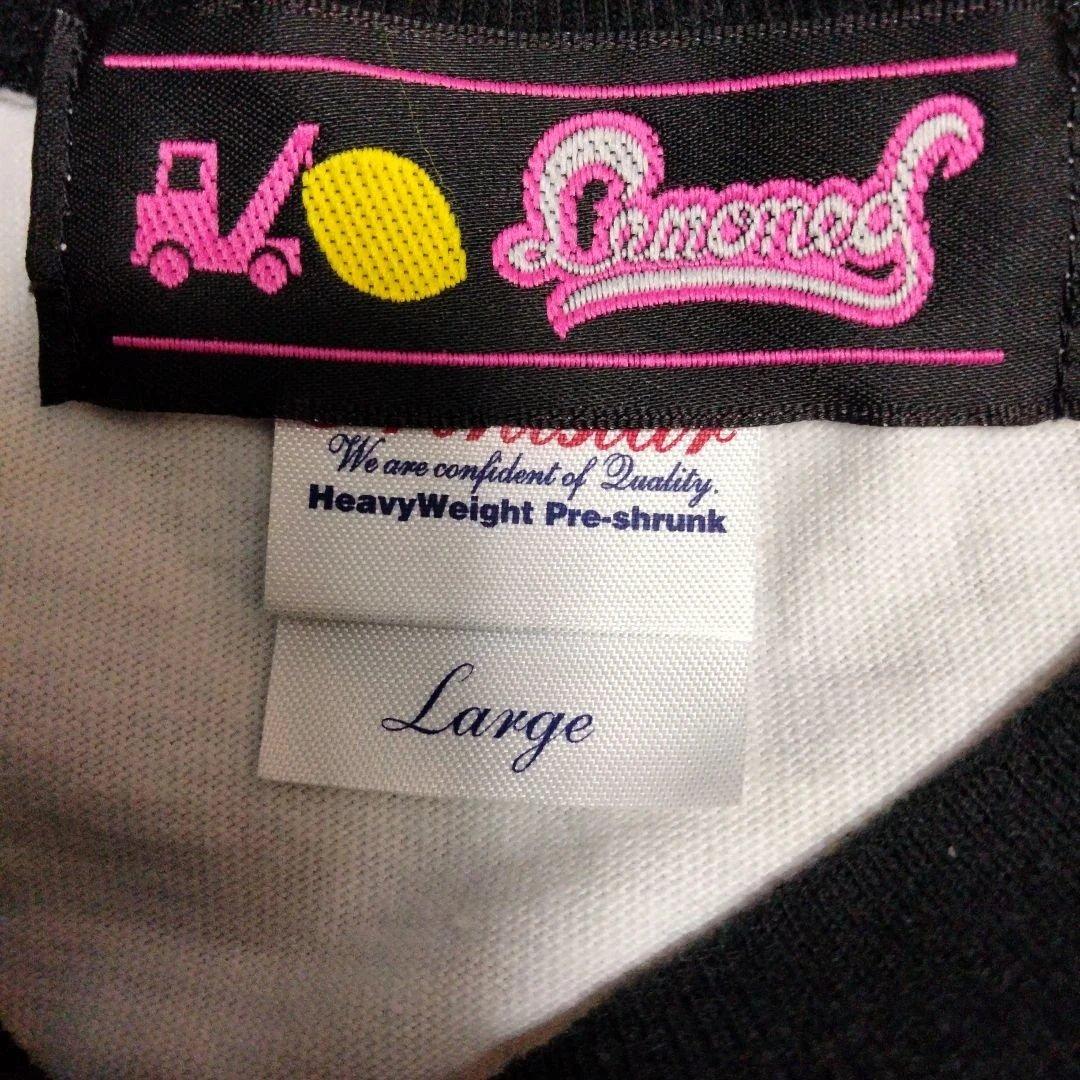 Lemoned
We are confident of Quality.
HeavyWeight Pre-shrunk
Large